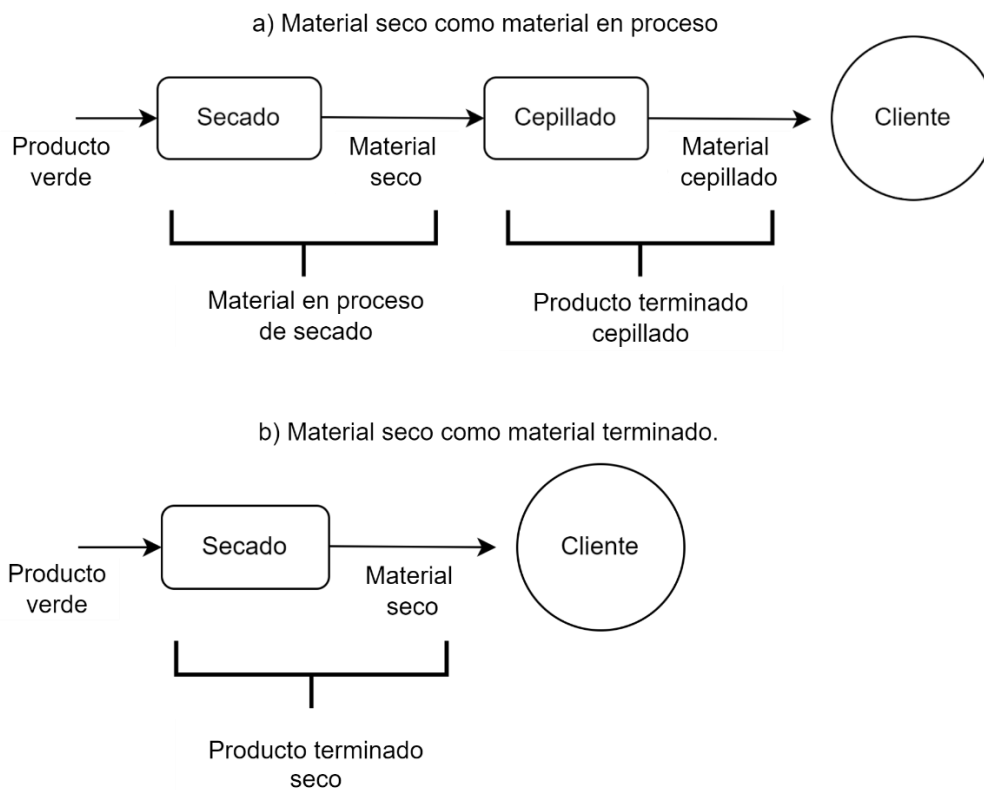 a) Material seco como material en proceso
Secado
Cepillado
Cliente
Producto
verde
Material
seco
Material
cepillado
Material en proceso
de secado
Producto terminado
cepillado
b) Material seco como material terminado.
Secado
Cliente
Producto
verde
Material
seco
Producto terminado
seco